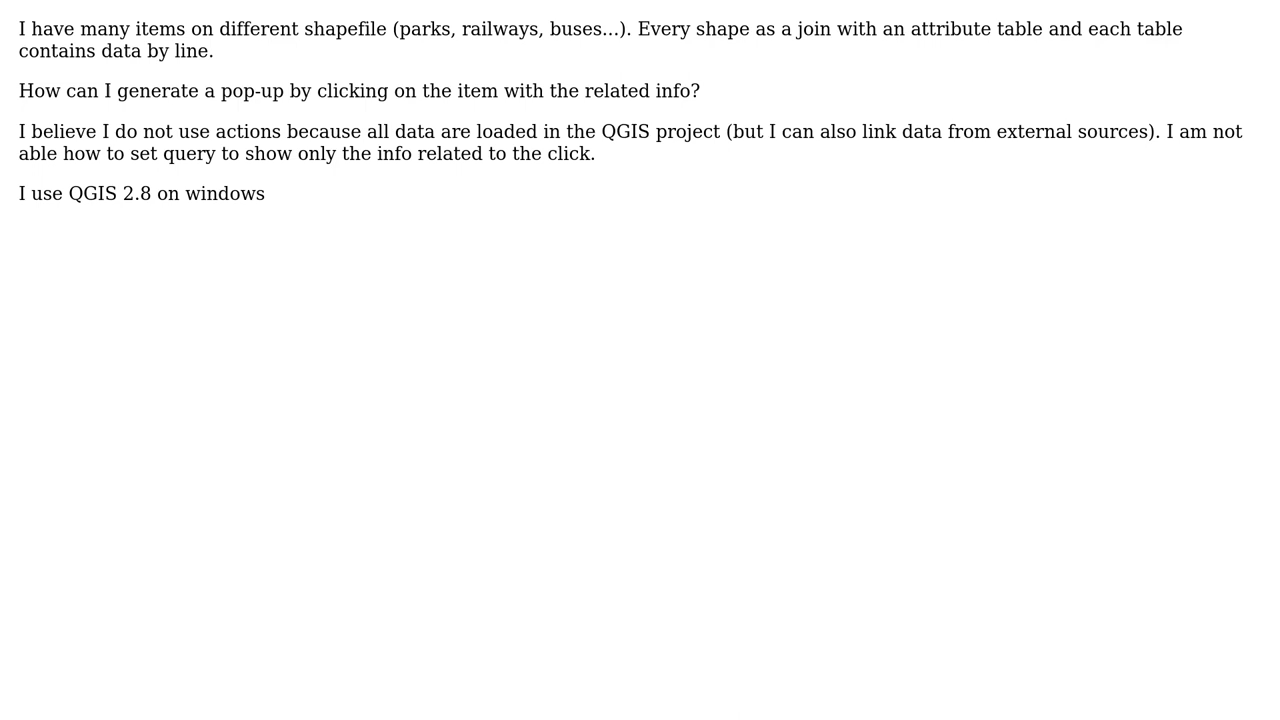 I have many items on different shapefile (parks, railways, buses...). Every shape as a join with an attribute table and each table
contains data by line.
How can I generate a pop-up by clicking on the item with the related info?
I believe I do not use actions because all data are loaded in the QGIS project (but I can also link data from external sources). I am not
able how to set query to show only the info related to the click.
I use QGIS 2.8 on windows